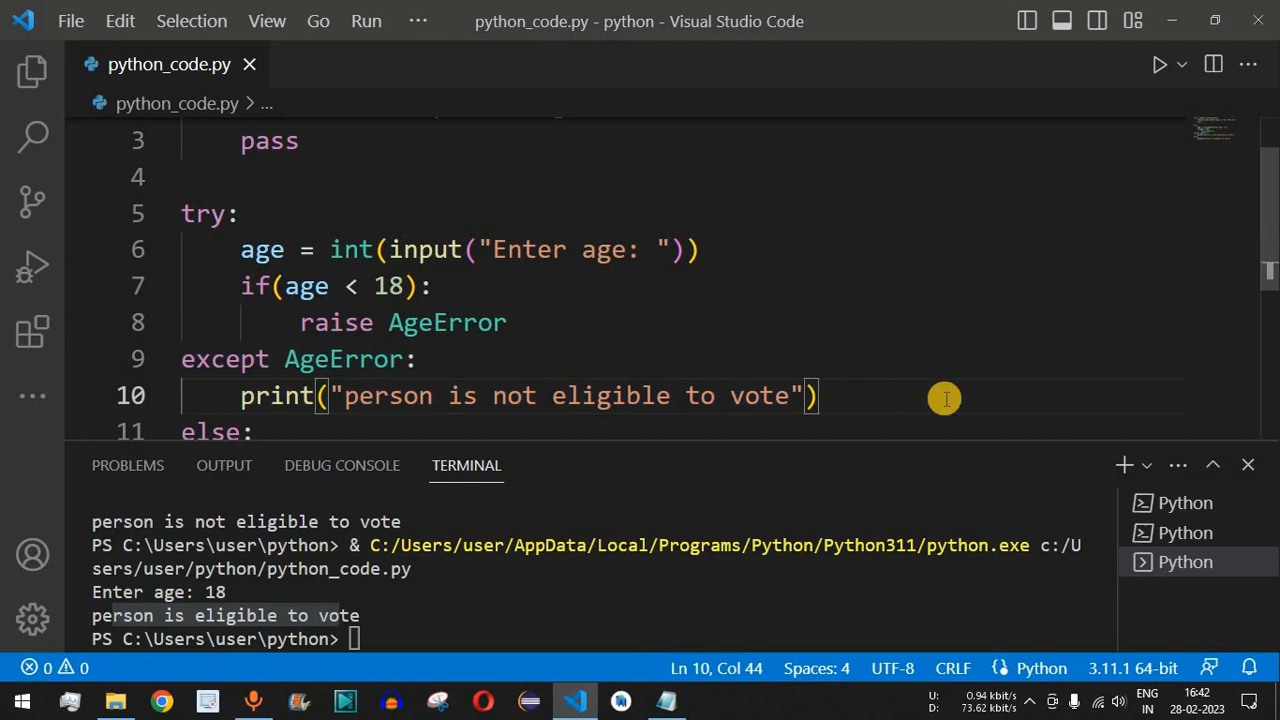 File Edit Selection View Go Run ··· python_code.py - python - Visual Studio Code
python_code.py
python_code.py > ...
3 pass
4
5 try:
6 age = int(input("Enter age: "))
7 if(age < 18):
8 raise AgeError
9 except AgeError:
10 print("person is not eligible to vote")
11 else:
PROBLEMS OUTPUT DEBUG CONSOLE TERMINAL
person is not eligible to vote
PS C:\Users\user\python> & C:/Users/user/AppData/Local/Programs/Python/Python311/python.exe c:/U
sers/user/python/python_code.py
Enter age: 18
person is eligible to vote
PS C:\Users\user\python>
Python
Python
Python
0 0 Ln 10, Col 44 Spaces: 4 UTF-8 CRLF Python 3.11.1 64-bit
U: 0.94 kbit/s
D: 73.62 kbit/s
ENG
IN
16:42
28-02-2023